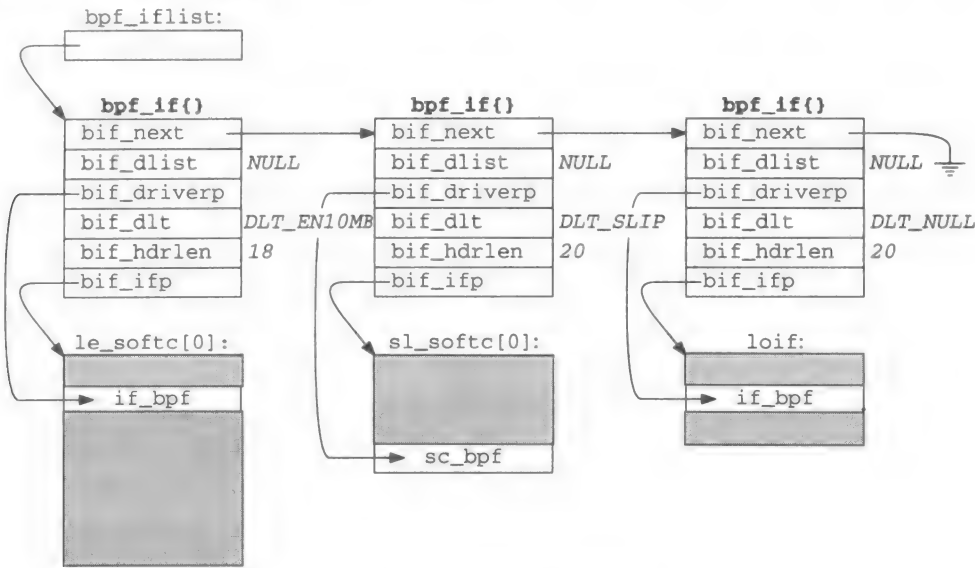 bpf_iflist:
bpf_if{} bpf_if{} bpf_if{}
bif_next bif_next bif_next
bif_dlist NULL bif_dlist NULL bif_dlist NULL
bif_driverp bif_driverp bif_driverp
bif_dlt DLT_EN10MB bif_dlt DLT_SLIP bif_dlt DLT_NULL
bif_hdrlen 18 bif_hdrlen 20 bif_hdrlen 20
bif_ifp bif_ifp bif_ifp
le_softc[0]: sl_softc[0]: loif:
if_bpf if_bpf
sc_bpf